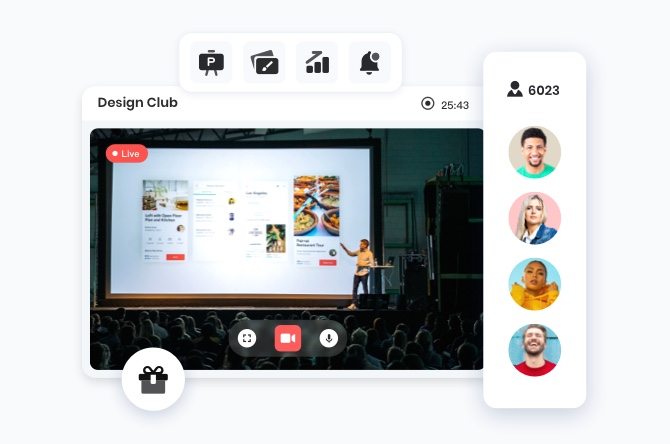 P
Design Club
25:43
6023
Live
Loft with Open Floor
Plan and Kitchen
Los Angeles
Pop-up
Restaurant Tour